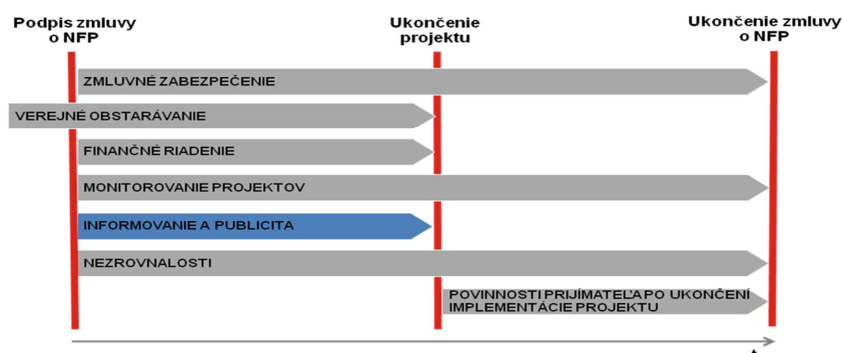 Podpis zmluvy
o NFP
Ukončenie
projektu
Ukončenie zmluvy
o NFP
ZMLUVNÉ ZABEZPEČENIE
VEREJNÉ OBSTARÁVANIE
FINANČNÉ RIADENIE
MONITOROVANIE PROJEKTOV
INFORMOVANIE A PUBLICITA
NEZROVNALOSTI
POVINNOSTI PRIJÍMATEĽA PO UKONČENÍ
IMPLEMENTÁCIE PROJEKTU